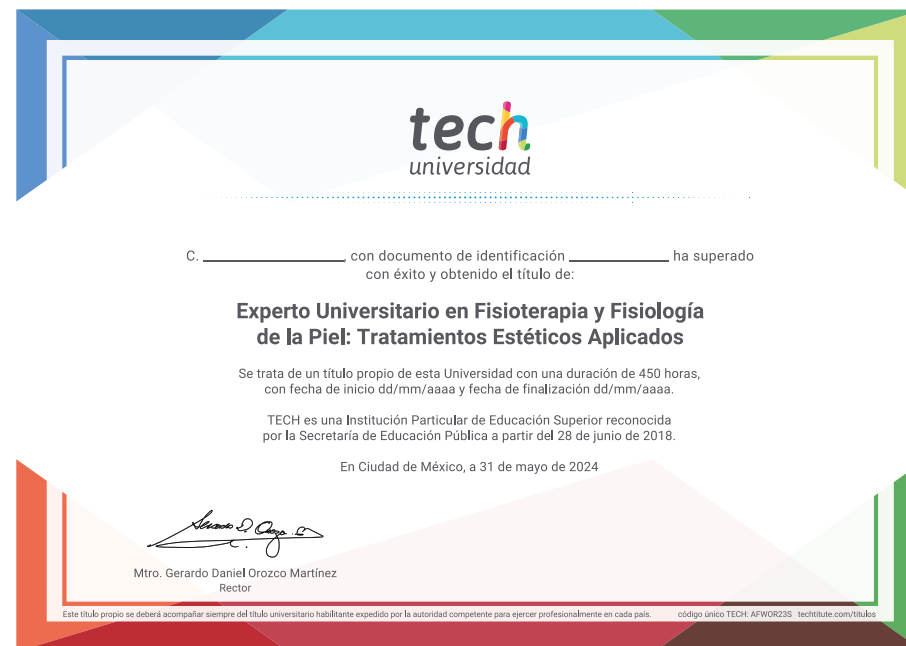 tech
universidad
C. ____________, con documento de identificación ____________ ha superado
con éxito y obtenido el título de:
Experto Universitario en Fisioterapia y Fisiología
de la Piel: Tratamientos Estéticos Aplicados
Se trata de un título propio de esta Universidad con una duración de 450 horas,
con fecha de inicio dd/mm/aaaa y fecha de finalización dd/mm/aaaa.
TECH es una Institución Particular de Educación Superior reconocida
por la Secretaría de Educación Pública a partir del 28 de junio de 2018.
En Ciudad de México, a 31 de mayo de 2024
Mtro. Gerardo Daniel Orozco Martínez
Rector
Este título propio se deberá acompañar siempre del título universitario habilitante expedido por la autoridad competente para ejercer profesionalmente en cada país. código único TECH: AFWOR23S techtitute.com/titulos